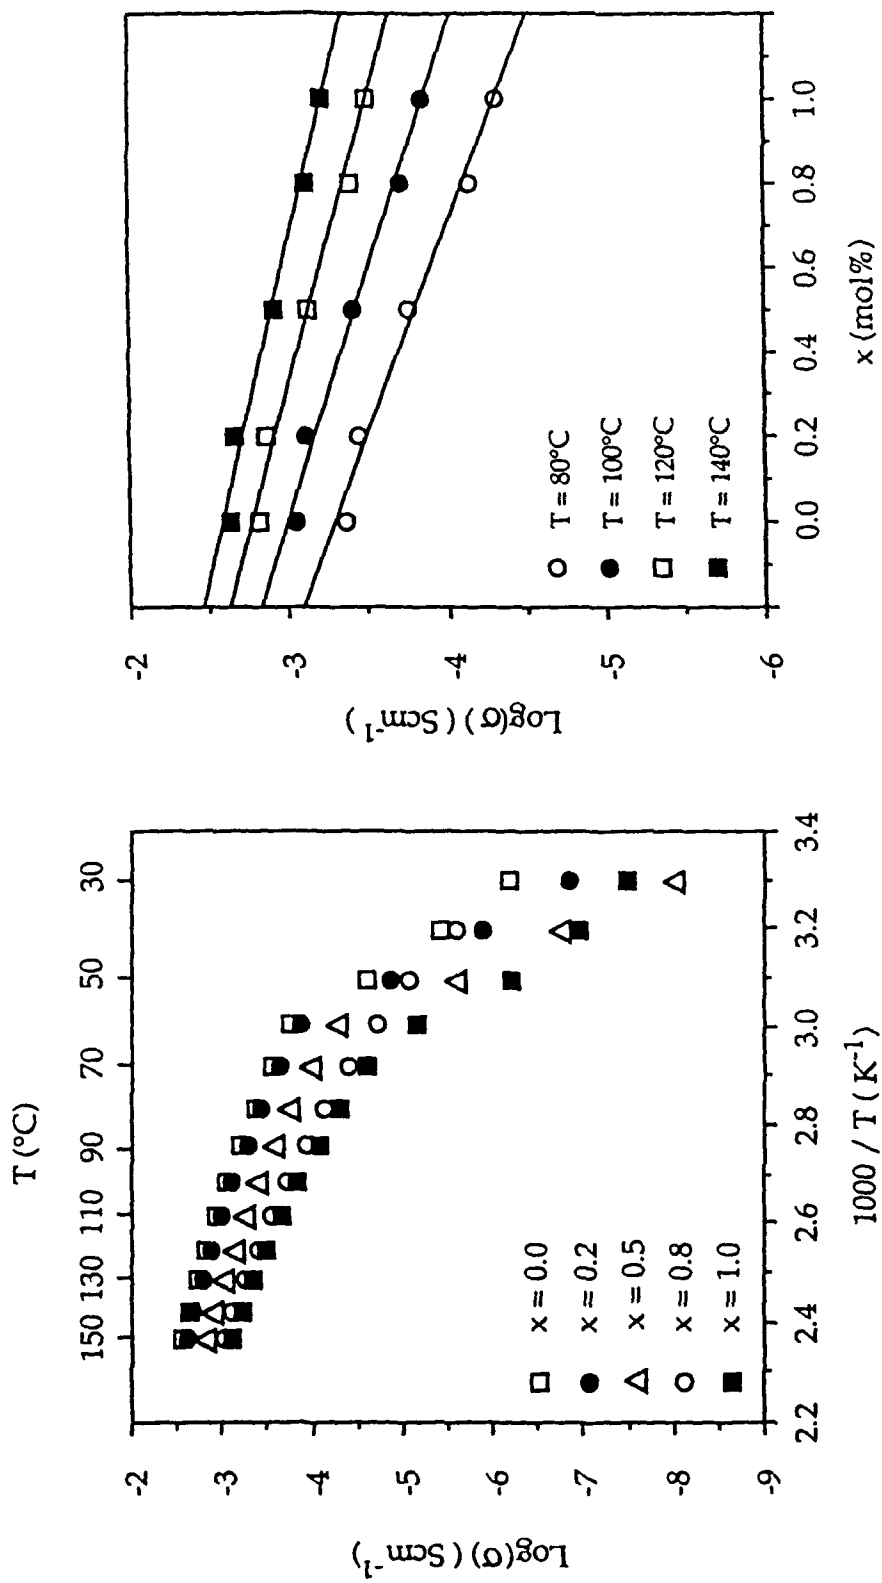 T (°C)
150 130 110 90 70 50 30
-2
-3
-4
-5
-6
-7
-8
-9
Log(σ) ( Scm⁻¹)
x = 0.0
x = 0.2
x = 0.5
x = 0.8
x = 1.0
2.2 2.4 2.6 2.8 3.0 3.2 3.4
1000 / T ( K⁻¹)
-2
-3
-4
-5
-6
Log(σ) ( Scm⁻¹)
T = 80°C
T = 100°C
T = 120°C
T = 140°C
0.0 0.2 0.4 0.6 0.8 1.0
x (mol%)